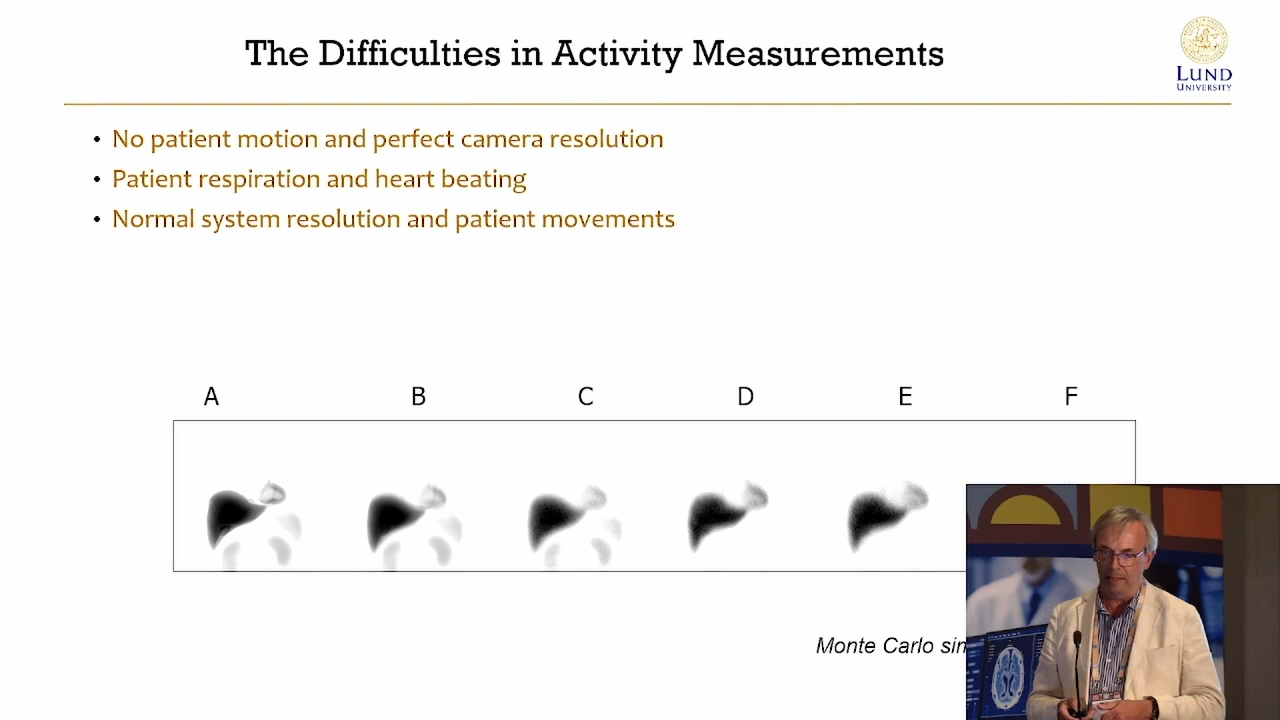 The Difficulties in Activity Measurements
LUND
UNIVERSITY
• No patient motion and perfect camera resolution
• Patient respiration and heart beating
• Normal system resolution and patient movements
A B C D E F
Monte Carlo